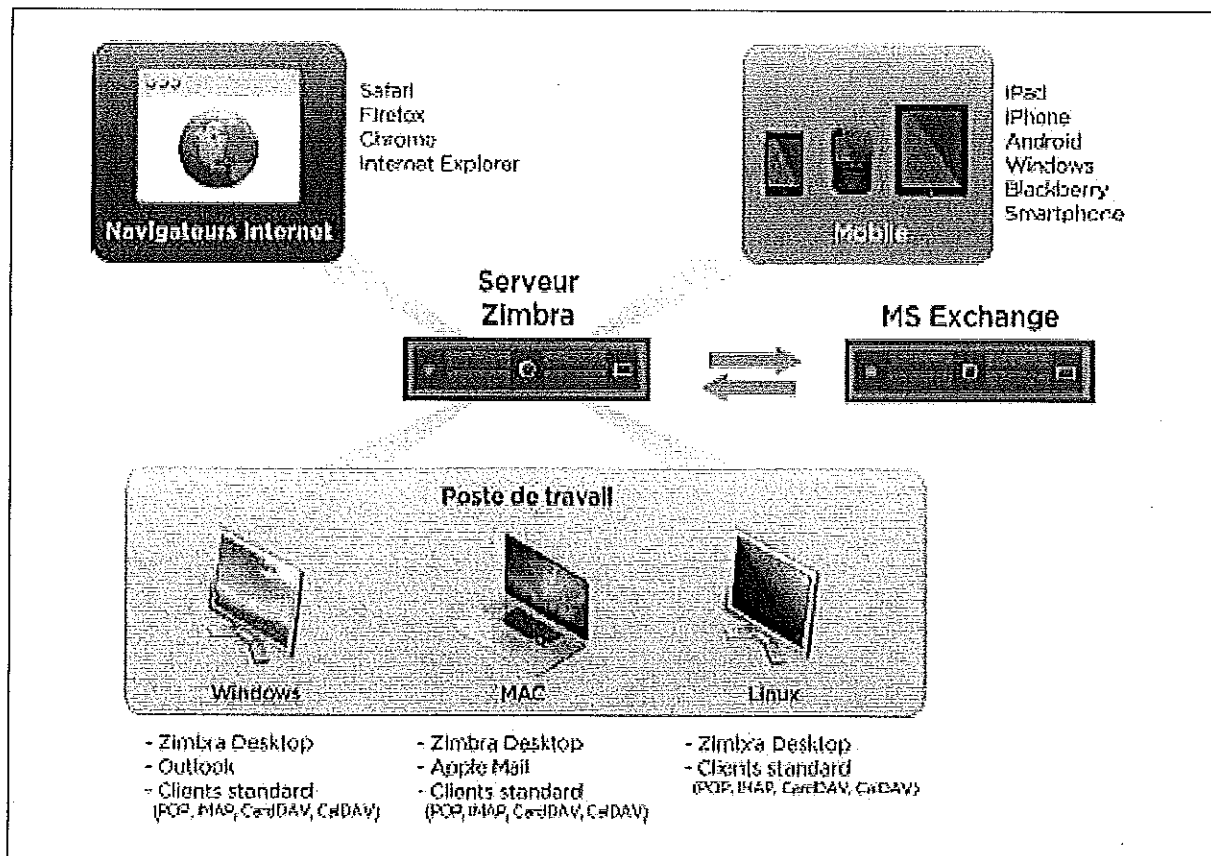 Safari
Firefox
Chrome
Internet Explorer
Navigateurs Internet
iPad
iPhone
Android
Windows
Blackberry
Smartphone
Mobile
Serveur
Zimbra
MS Exchange
Poste de travail
Windows
MAC
Linux
- Zimbra Desktop
- Outlook
- Clients standard
(POP, IMAP, CardDAV, CalDAV)
- Zimbra Desktop
- Apple Mail
- Clients standard
(POP, IMAP, CardDAV, CalDAV)
- Zimbra Desktop
- Clients standard
(POP, IMAP, CardDAV, CalDAV)